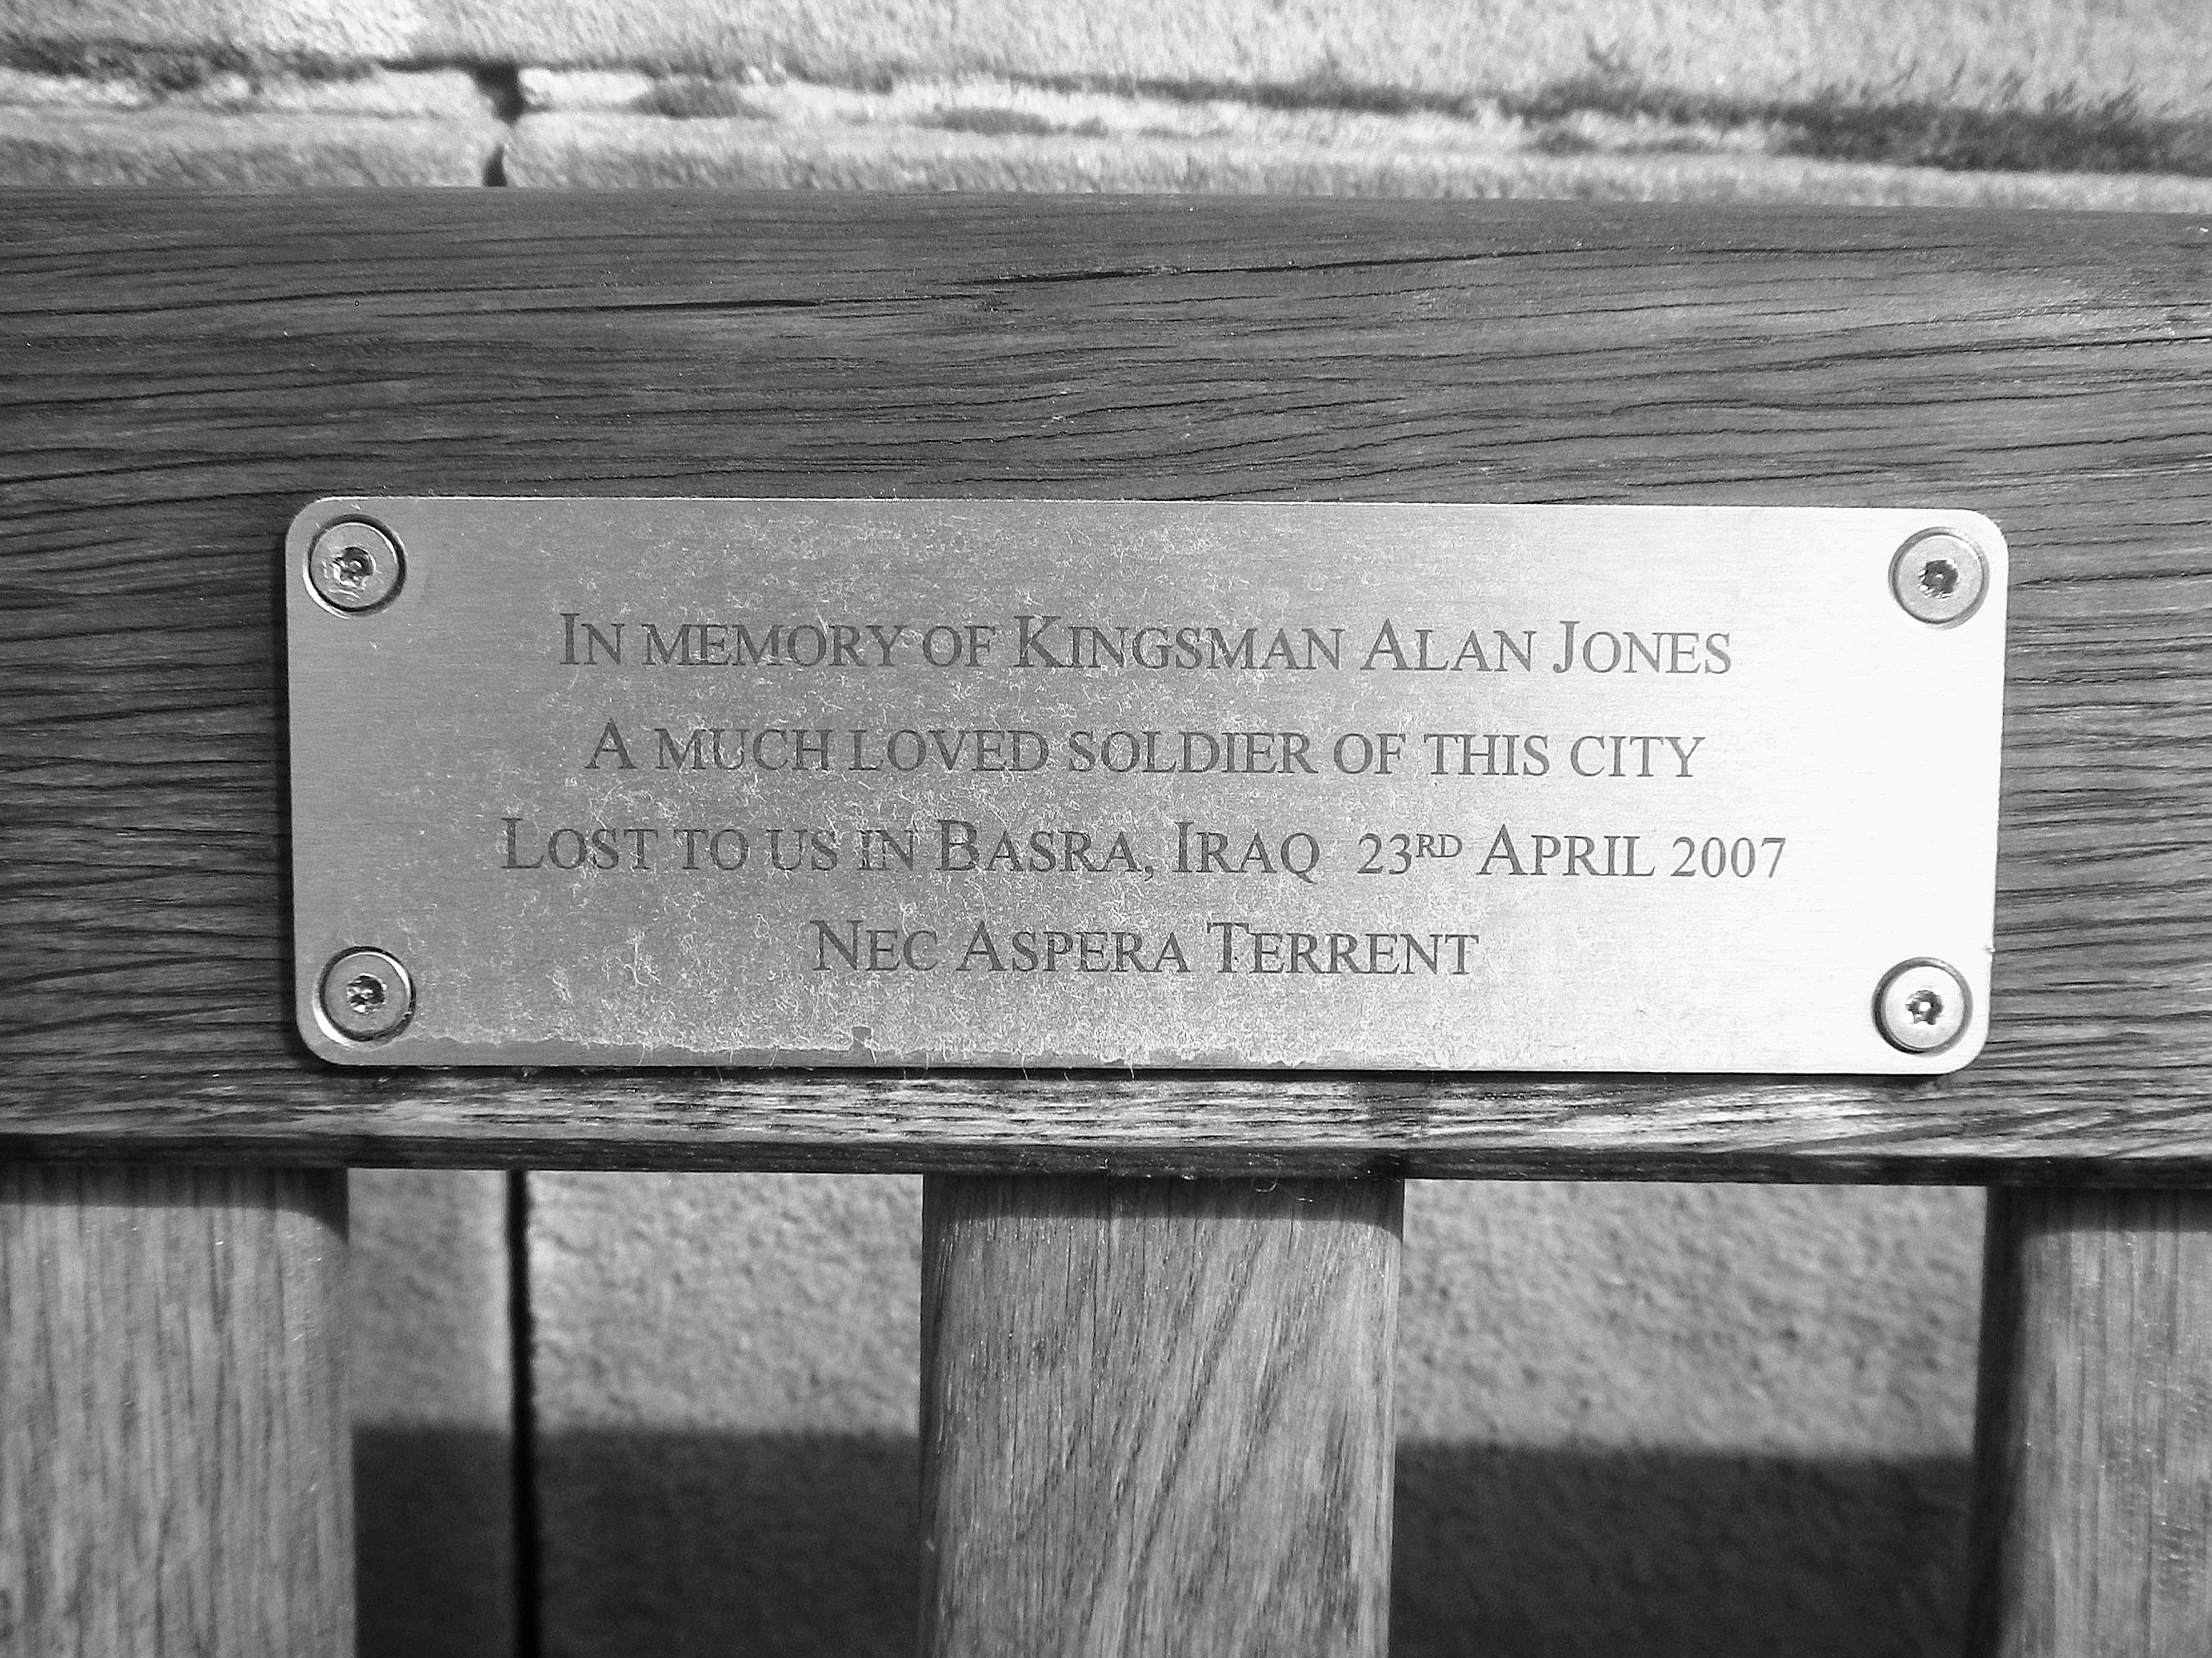 In memory of Kingsman Alan Jones
A much loved soldier of this city
Lost to us in Basra, Iraq 23rd April 2007
Nec Aspera Terrent